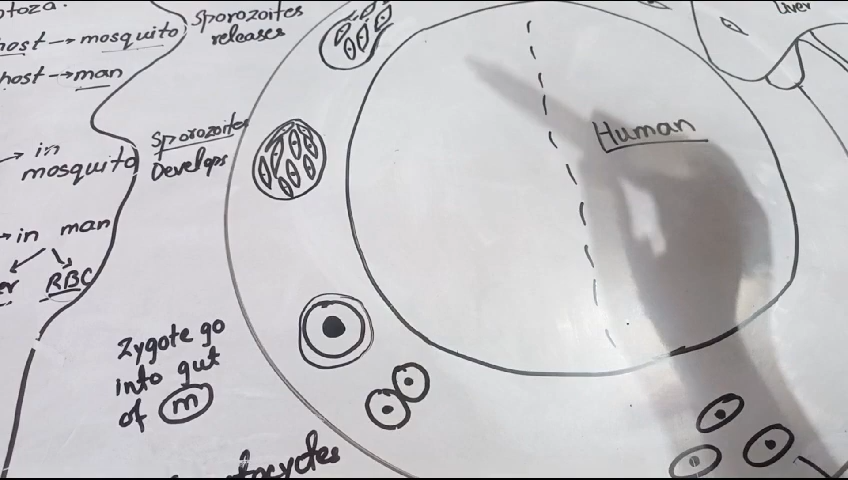 host → mosquito
host → man
→ in
mosquito
→ in man
RBC
Sporozoites
releases
Sporozoites
Develops
Zygote go
into gut
of m
Human
Liver